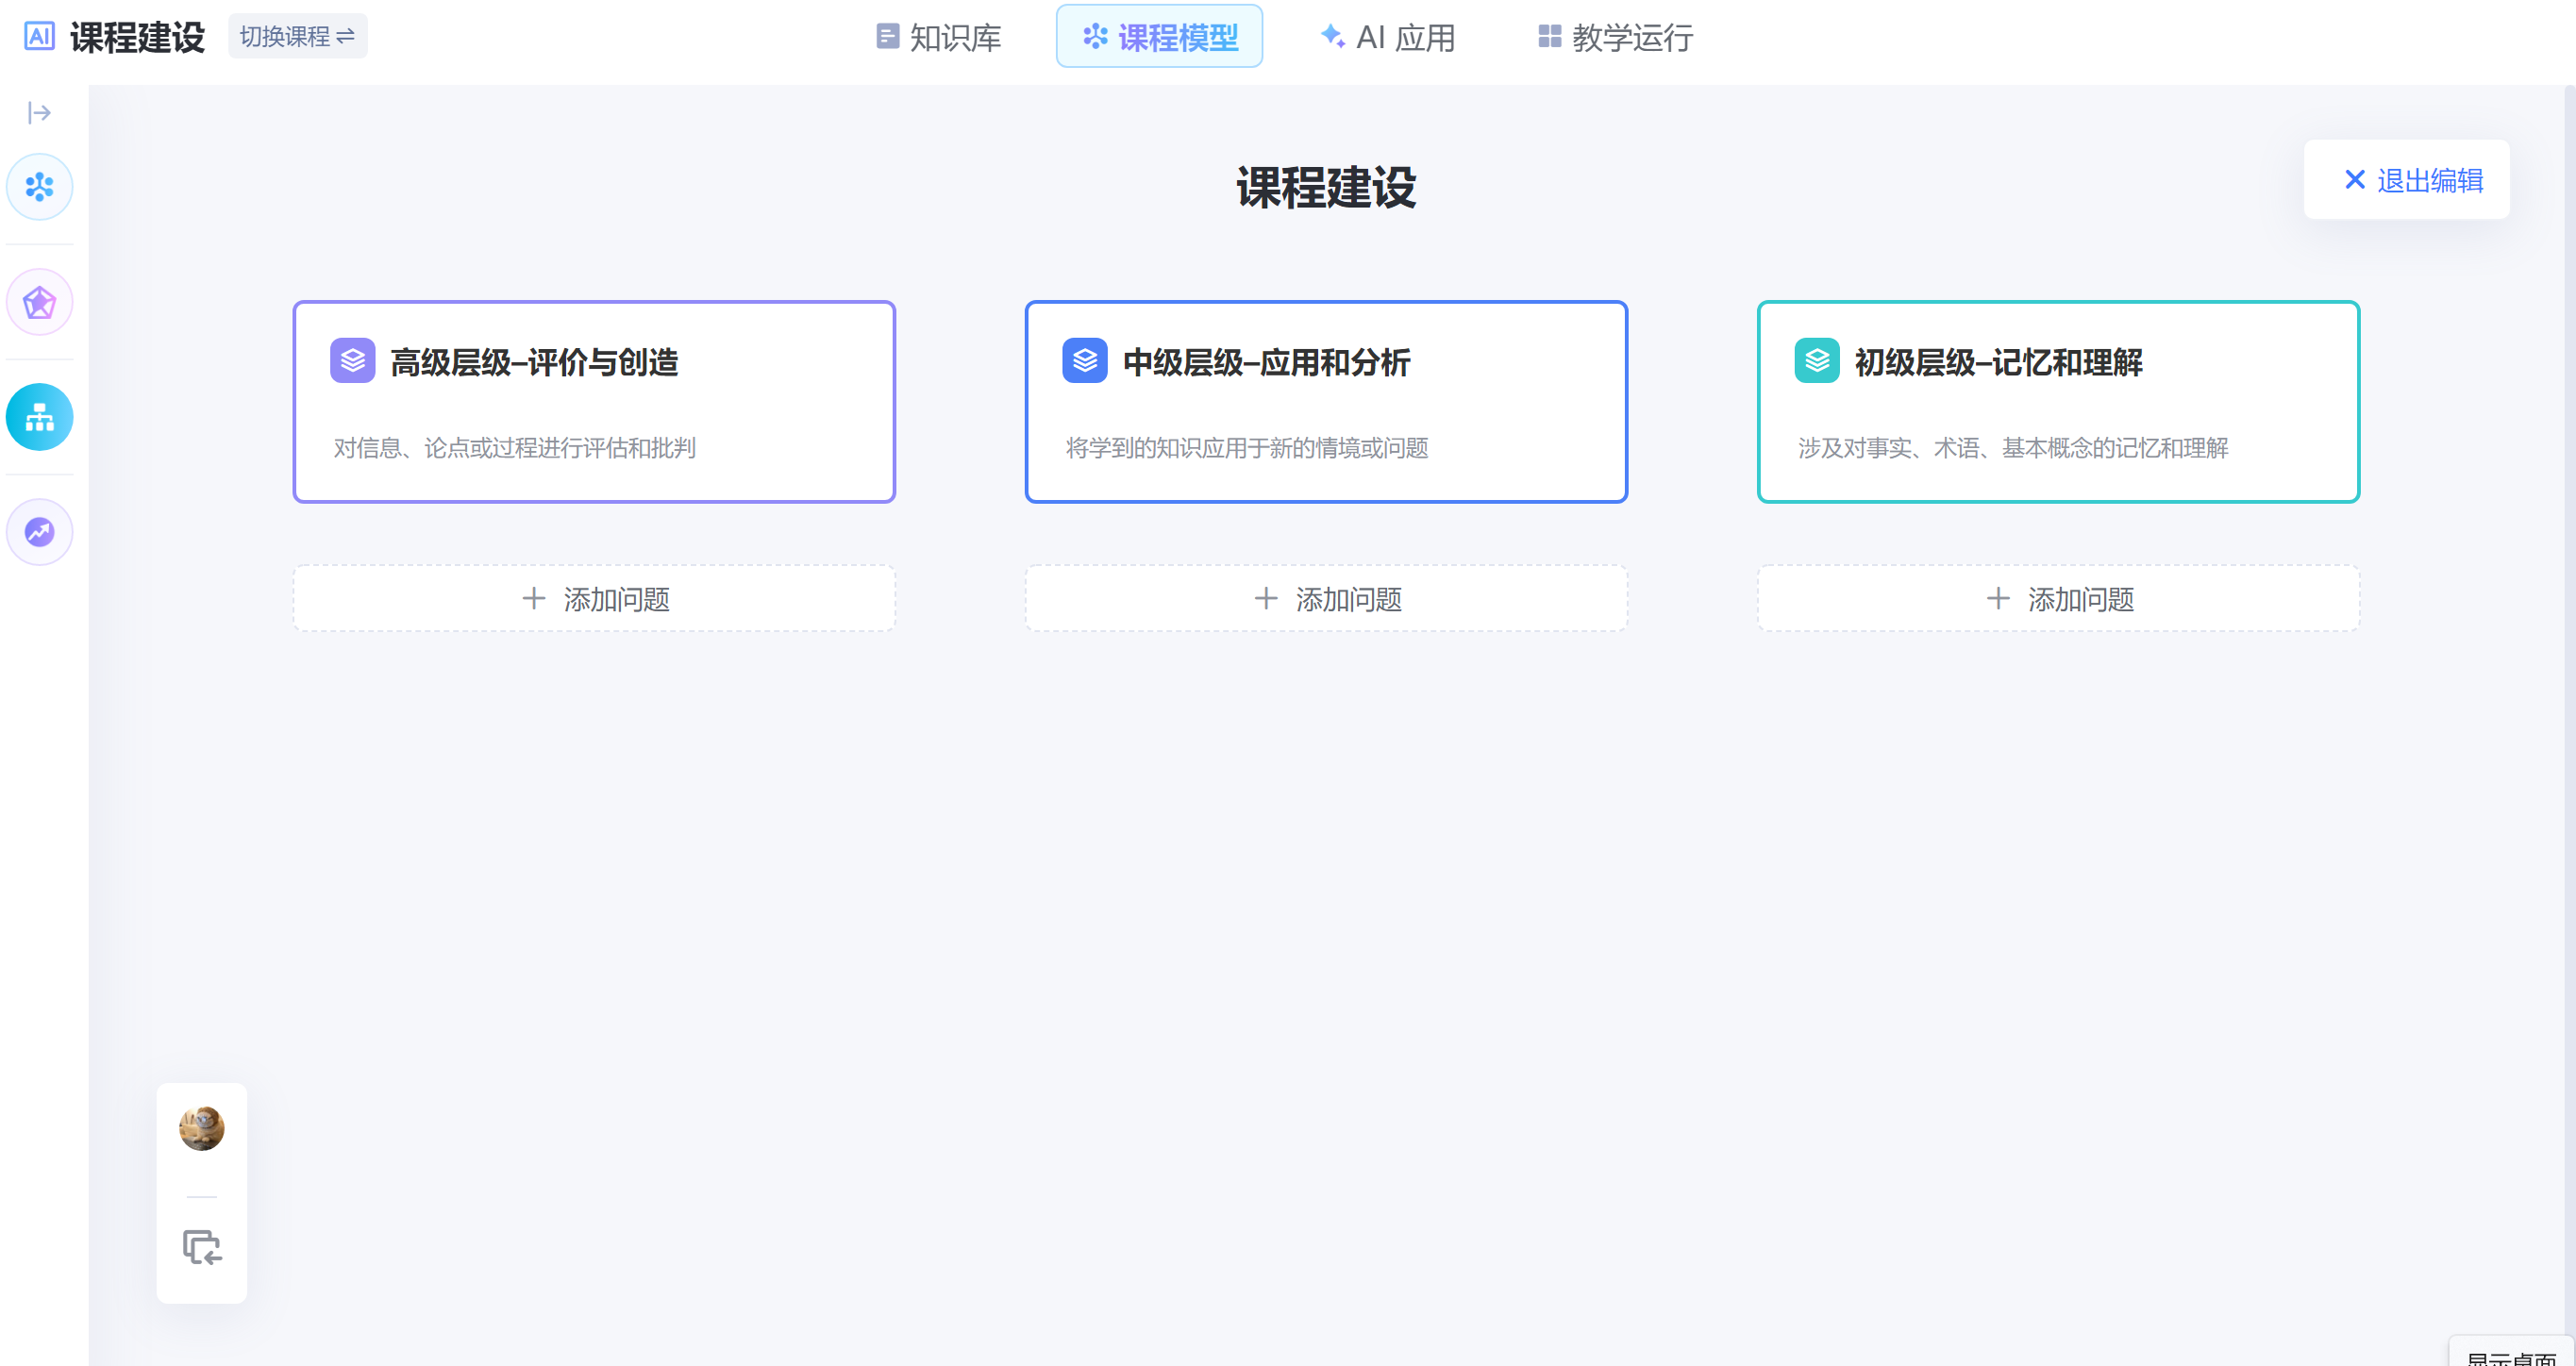 AI 课程建设 切换课程 ⇌
知识库 课程模型 AI 应用 教学运行
课程建设
× 退出编辑
高级层级–评价与创造
对信息、论点或过程进行评估和批判
+ 添加问题
中级层级–应用和分析
将学到的知识应用于新的情境或问题
+ 添加问题
初级层级–记忆和理解
涉及对事实、术语、基本概念的记忆和理解
+ 添加问题
显示桌面